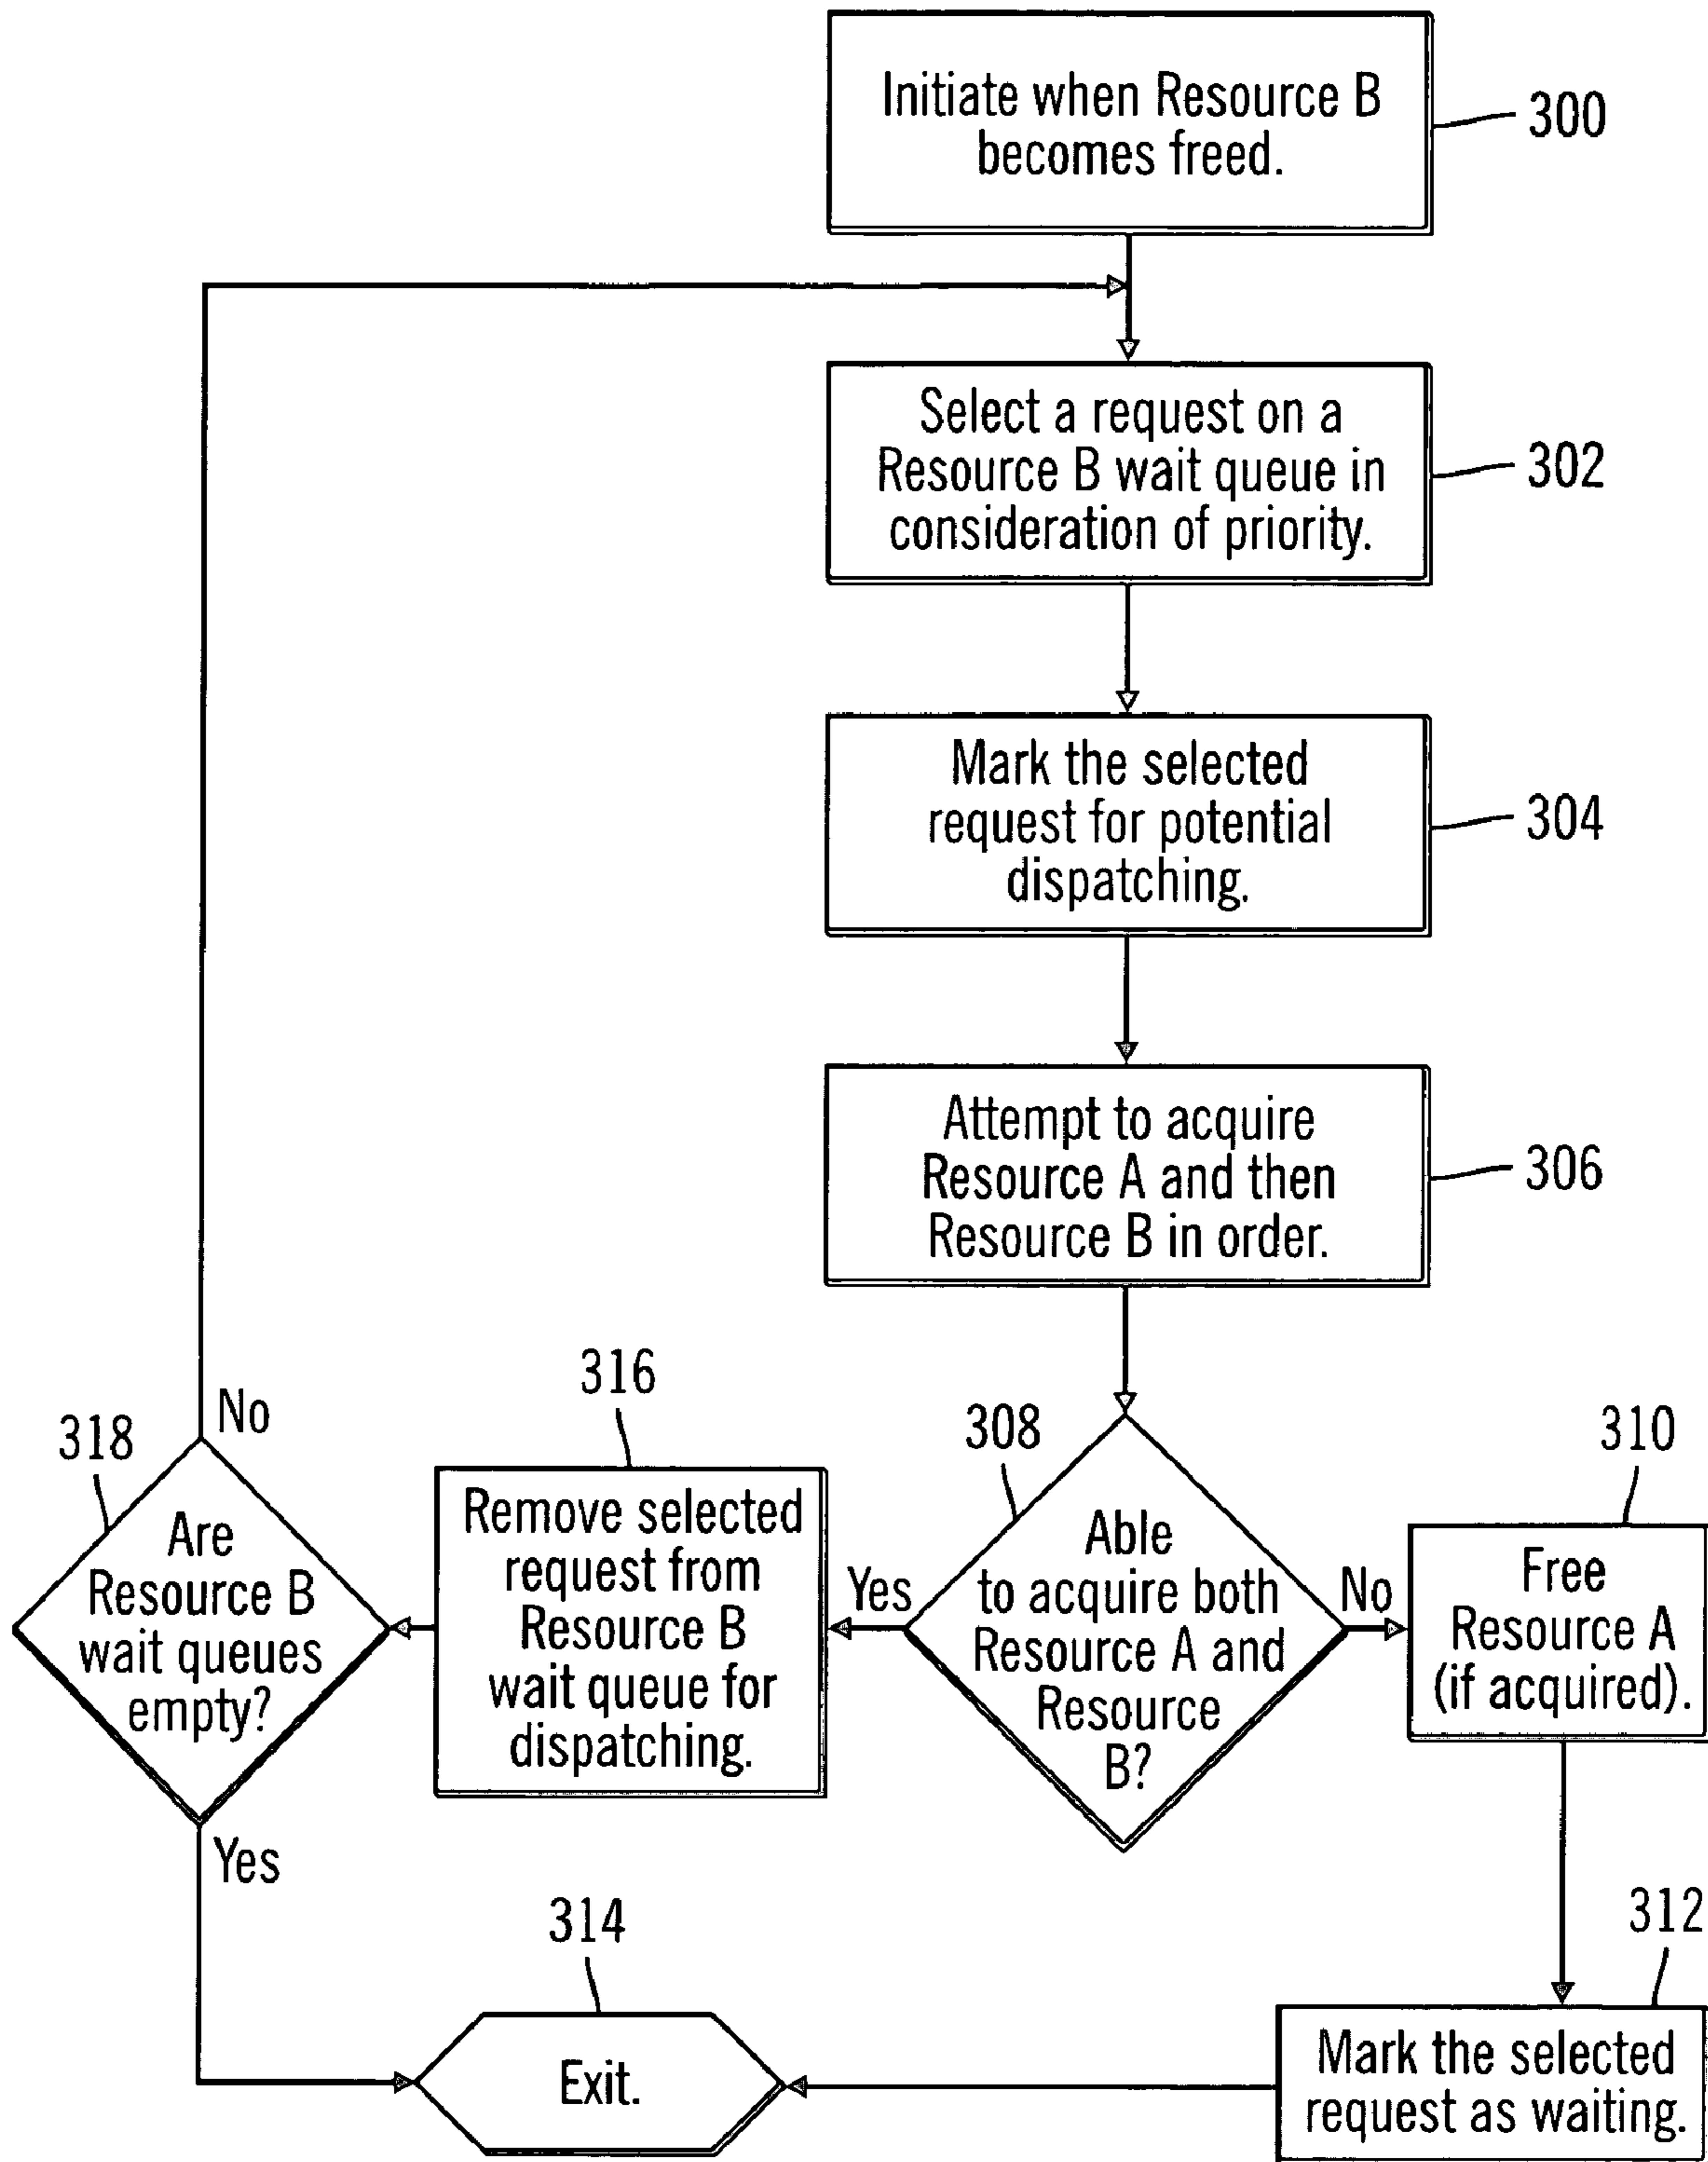 Initiate when Resource B
becomes freed.
300
Select a request on a
Resource B wait queue in
consideration of priority.
302
Mark the selected
request for potential
dispatching.
304
Attempt to acquire
Resource A and then
Resource B in order.
306
308
Able
to acquire both
Resource A and
Resource
B?
Yes
No
316
Remove selected
request from
Resource B
wait queue for
dispatching.
318
Are
Resource B
wait queues
empty?
No
Yes
310
Free
Resource A
(if acquired).
312
Mark the selected
request as waiting.
314
Exit.